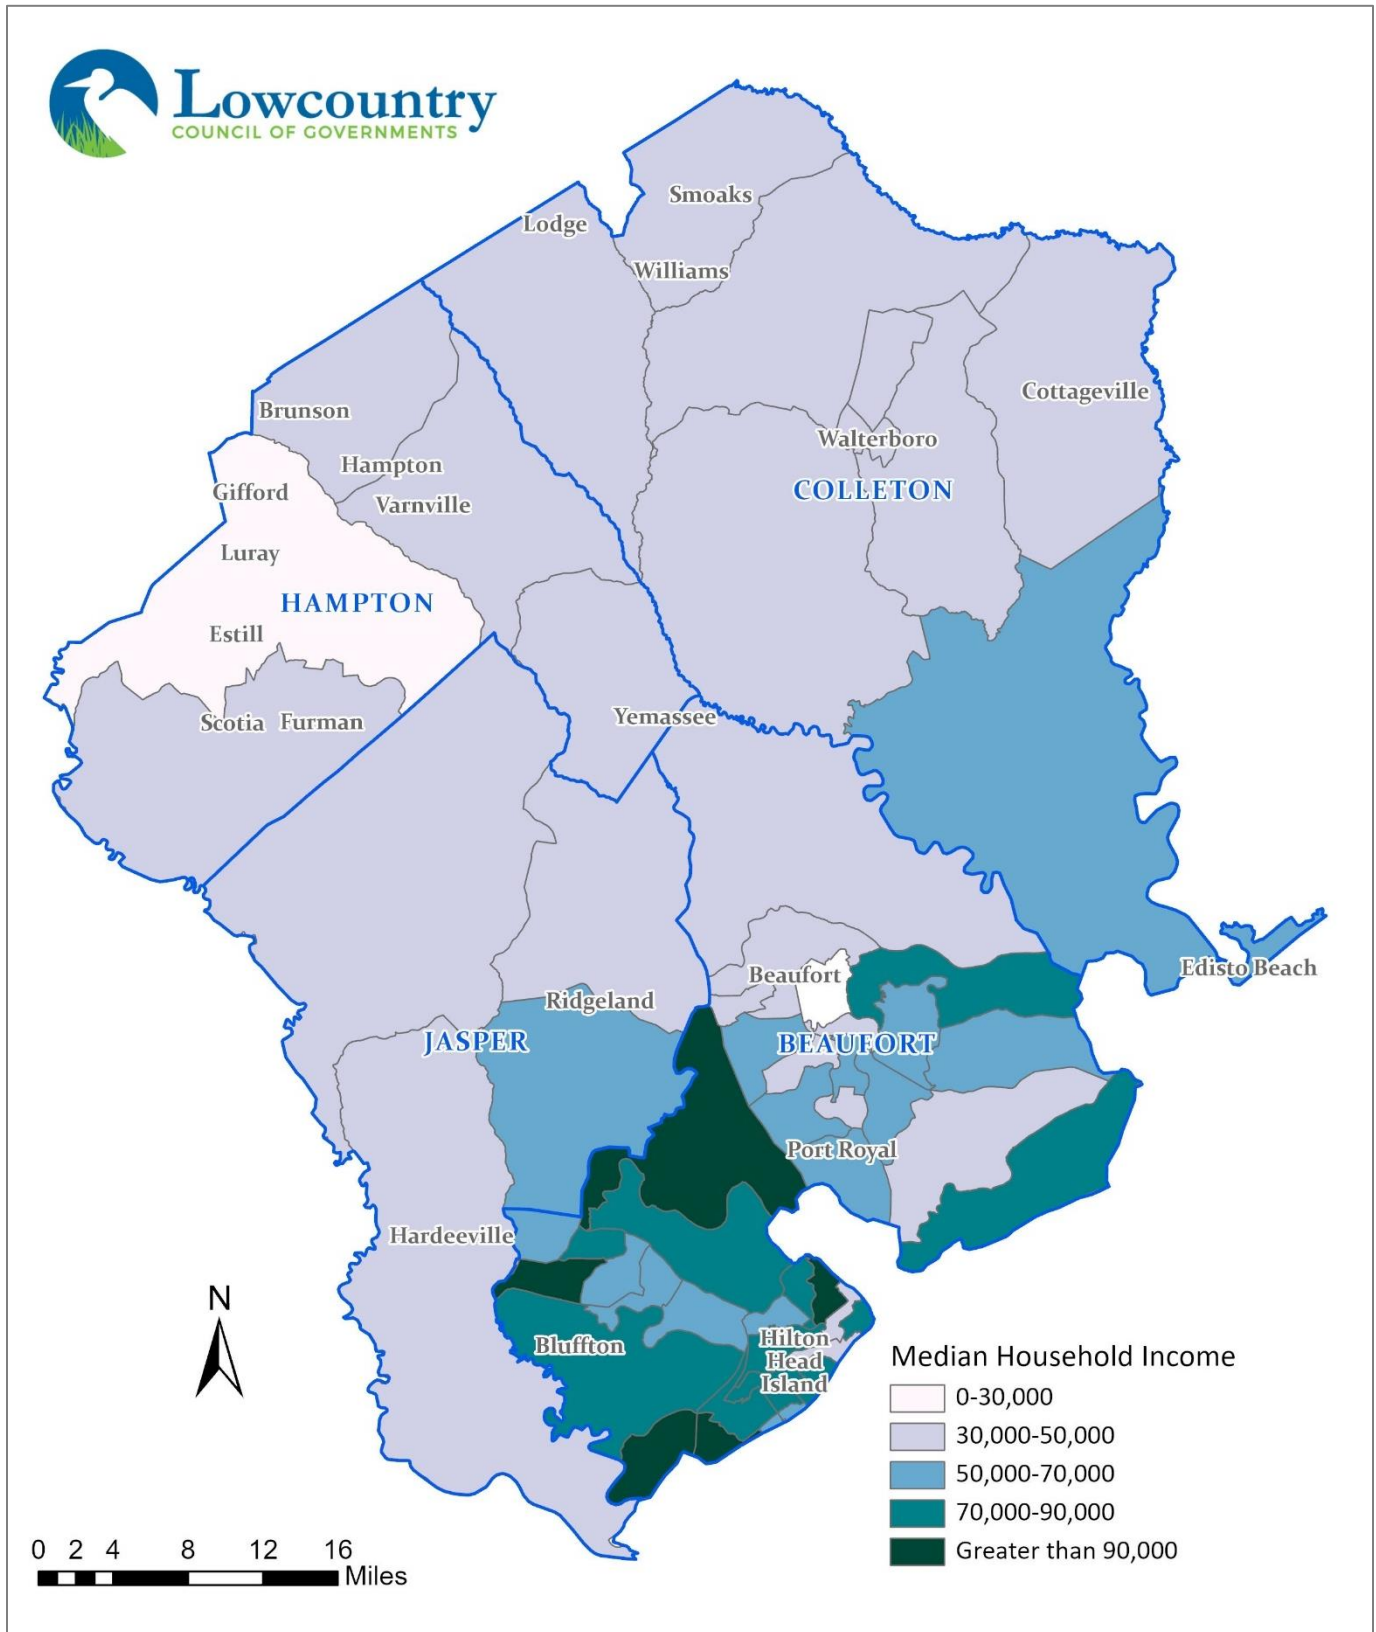 Lowcountry
COUNCIL OF GOVERNMENTS
Smoaks
Lodge
Williams
Cottageville
Brunson
Walterboro
Hampton
COLLETON
Gifford
Varnville
Luray
HAMPTON
Estill
Yemassee
Scotia
Furman
Edisto Beach
Beaufort
Ridgeland
JASPER
BEAUFORT
Port Royal
Hardeeville
Bluffton
Hilton
Head
Island
N
Median Household Income
0-30,000
30,000-50,000
50,000-70,000
70,000-90,000
Greater than 90,000
0 2 4 8 12 16
Miles